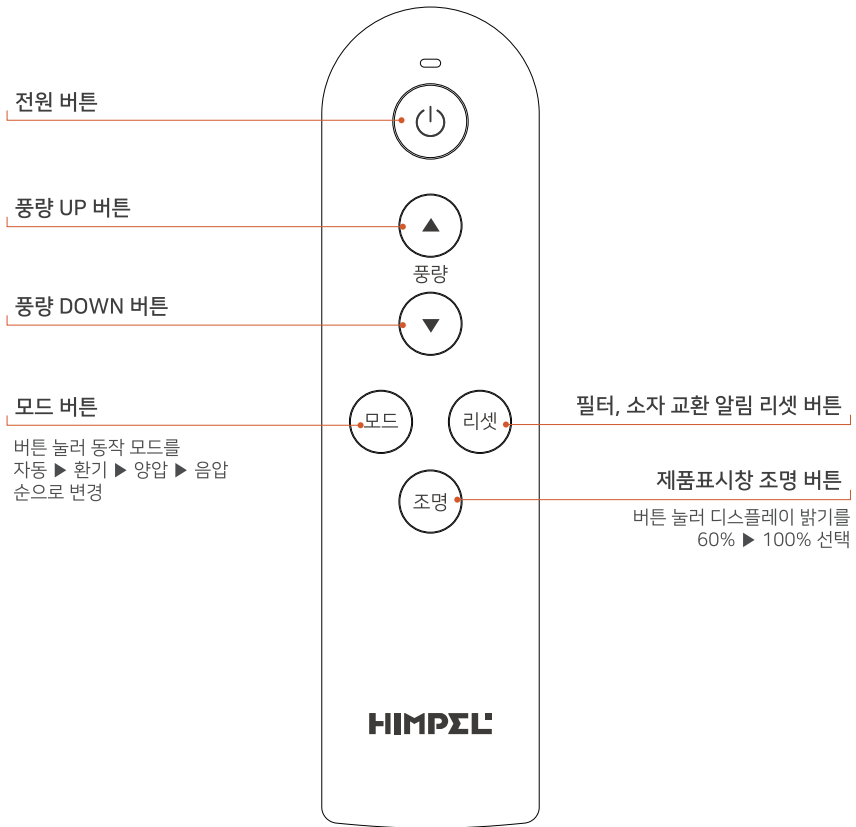 전원 버튼
풍량 UP 버튼
풍량
풍량 DOWN 버튼
모드 버튼
버튼 눌러 동작 모드를
자동 ▶ 환기 ▶ 양압 ▶ 음압
순으로 변경
모드
리셋
필터, 소자 교환 알림 리셋 버튼
조명
제품표시창 조명 버튼
버튼 눌러 디스플레이 밝기를
60% ▶ 100% 선택
HIMPEL